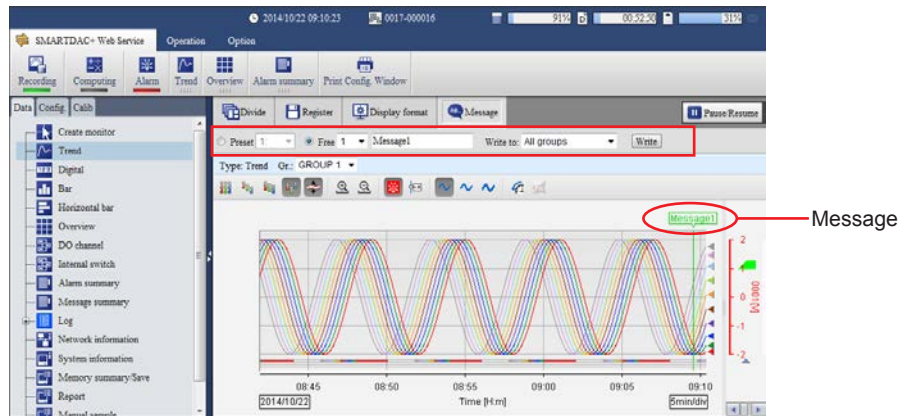 2014/10/22 09:10:23 0017-000016 91% 00:52:50 31%
SMARTDAC+ Web Service Operation Option
Recording Computing Alarm Trend Overview Alarm summary Print Config. Window
Data Config. Calib
Divide Register Display format Message Pause/Resume
Create monitor
Trend
Digital
Bar
Horizontal bar
Overview
DO channel
Internal switch
Alarm summary
Message summary
Log
Network information
System information
Memory summary/Save
Report
Manual sample
Preset 1: Free 1 Message1 Write to: All groups Write
Type: Trend Gr.: GROUP 1
Message1
Message
2
0
-1
-2
0001 [V]
08:45 08:50 08:55 09:00 09:05 09:10
2014/10/22 Time [H:m] 5min/div